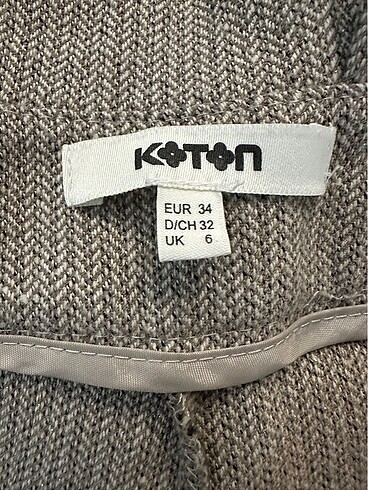 KOTON
EUR 34
D/CH 32
UK 6